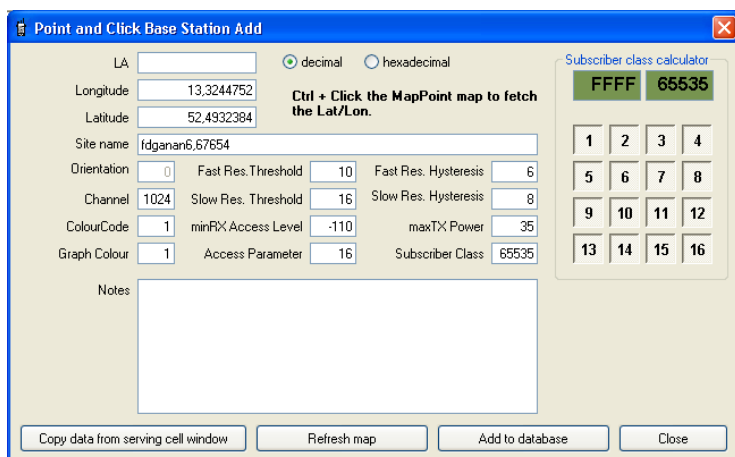 Point and Click Base Station Add
LA decimal hexadecimal Subscriber class calculator
Longitude 13,3244752 Ctrl + Click the MapPoint map to fetch FFFF 65535
Latitude 52,4932384 the Lat/Lon.
Site name fdganan6,67654 1 2 3 4
Orientation 0 Fast Res.Threshold 10 Fast Res. Hysteresis 6 5 6 7 8
Channel 1024 Slow Res. Threshold 16 Slow Res. Hysteresis 8
ColourCode 1 minRX Access Level -110 maxTX Power 35 9 10 11 12
Graph Colour 1 Access Parameter 16 Subscriber Class 65535 13 14 15 16
Notes
Copy data from serving cell window Refresh map Add to database Close